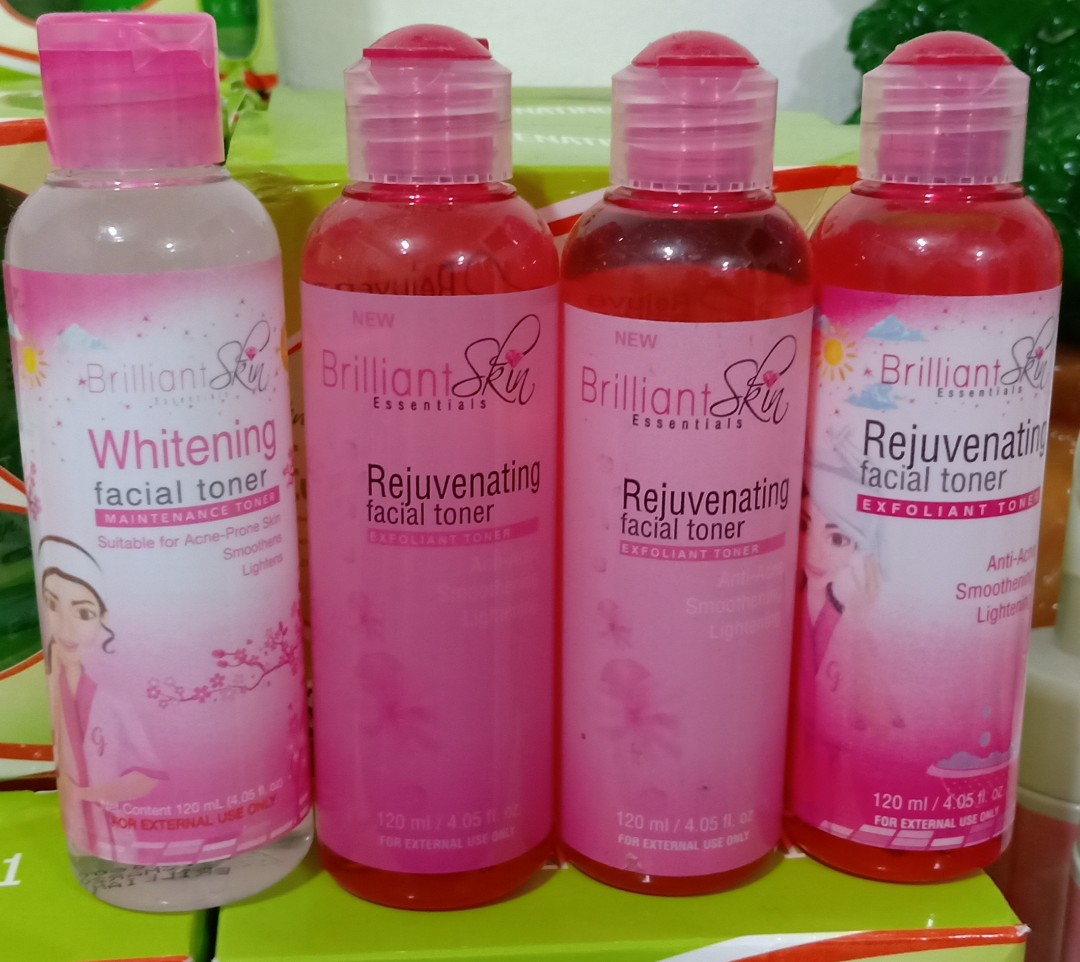 Brilliant Skin
Essentials
Whitening
facial toner
MAINTENANCE TONER
Suitable for Acne-Prone Skin
Smoothens
Lightens
Net Content 120 mL (4.05 fl. oz
FOR EXTERNAL USE ONLY
NEW
Brilliant Skin
Essentials
Rejuvenating
facial toner
EXFOLIANT TONER
120 ml / 4.05 fl. oz
FOR EXTERNAL USE ONLY
NEW
Brilliant Skin
Essentials
Rejuvenating
facial toner
EXFOLIANT TONER
Anti-Acne
Smoothening
Lightening
120 ml / 4.05 fl. oz
FOR EXTERNAL USE ONLY
Brilliant Skin
Essentials
Rejuvenating
facial toner
EXFOLIANT TONER
Anti-Acne
Smoothening
Lightening
120 ml / 4.05 fl. oz
FOR EXTERNAL USE ONLY